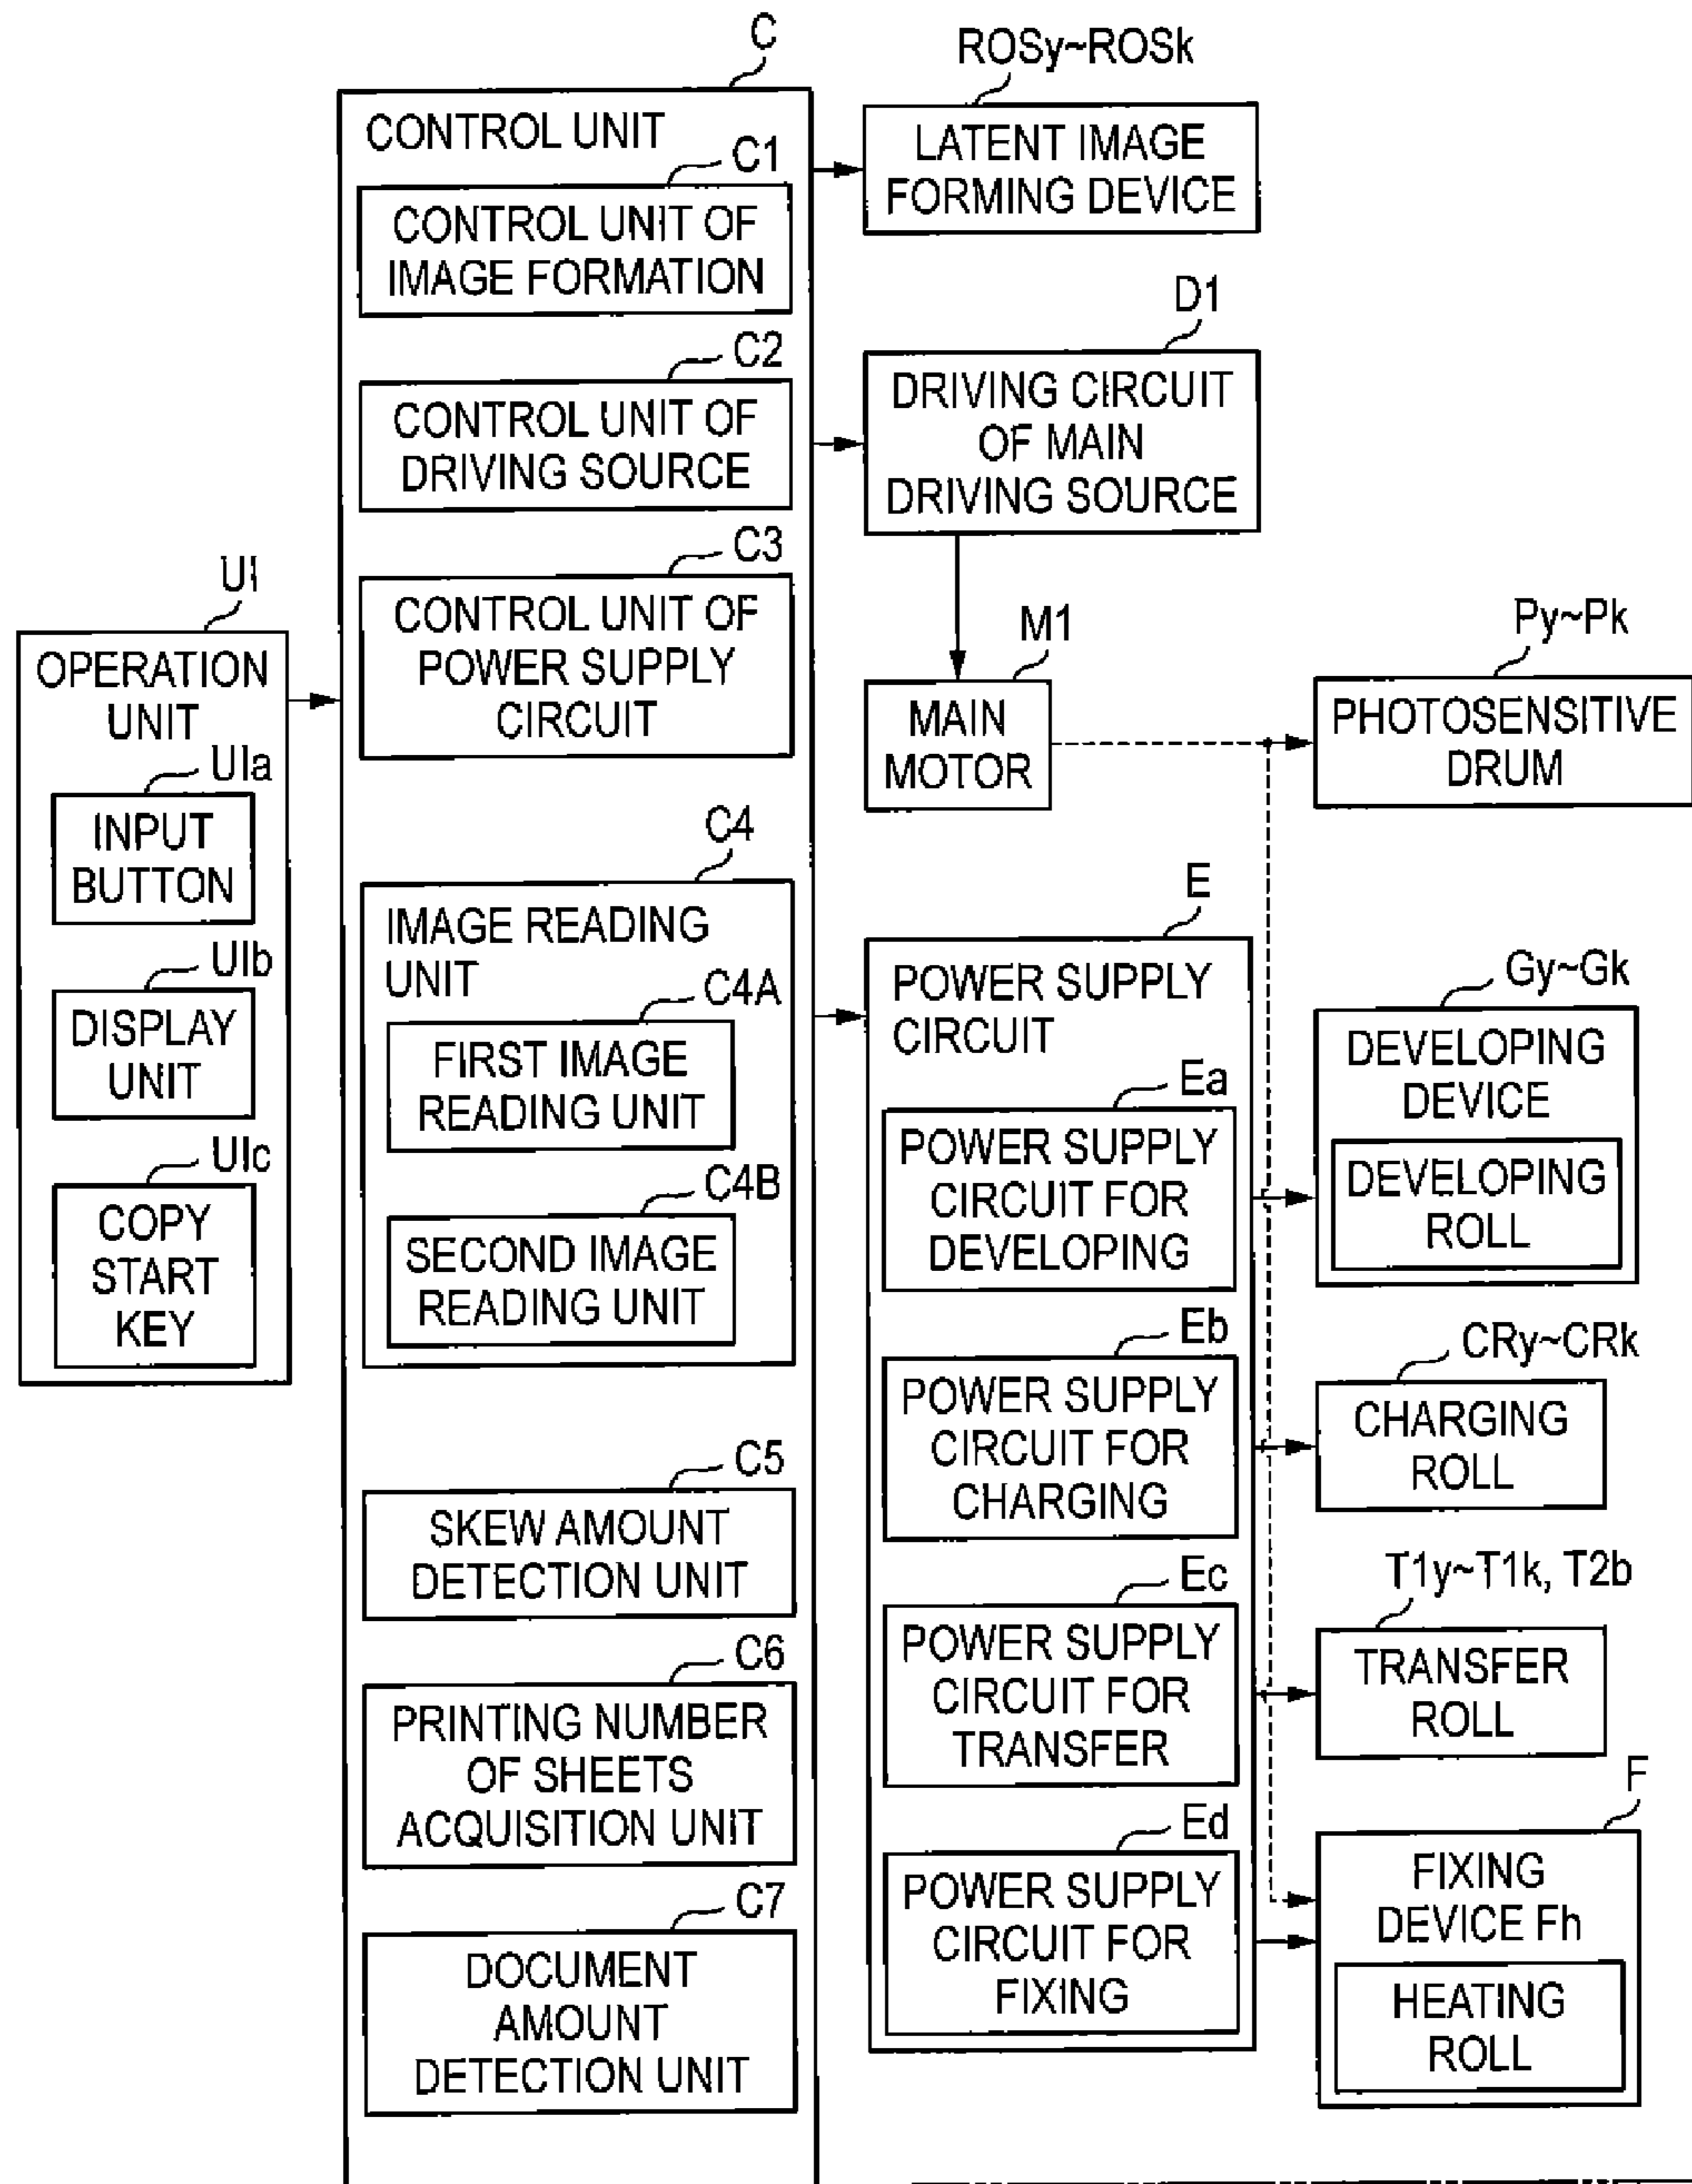 UI
OPERATION
UNIT
UIa
INPUT
BUTTON
UIb
DISPLAY
UNIT
UIc
COPY
START
KEY
C
CONTROL UNIT
C1
CONTROL UNIT OF
IMAGE FORMATION
C2
CONTROL UNIT OF
DRIVING SOURCE
C3
CONTROL UNIT OF
POWER SUPPLY
CIRCUIT
C4
IMAGE READING
UNIT
C4A
FIRST IMAGE
READING UNIT
C4B
SECOND IMAGE
READING UNIT
C5
SKEW AMOUNT
DETECTION UNIT
C6
PRINTING NUMBER
OF SHEETS
ACQUISITION UNIT
C7
DOCUMENT
AMOUNT
DETECTION UNIT
ROSy~ROSk
LATENT IMAGE
FORMING DEVICE
D1
DRIVING CIRCUIT
OF MAIN
DRIVING SOURCE
M1
MAIN
MOTOR
E
POWER SUPPLY
CIRCUIT
Ea
POWER SUPPLY
CIRCUIT FOR
DEVELOPING
Eb
POWER SUPPLY
CIRCUIT FOR
CHARGING
Ec
POWER SUPPLY
CIRCUIT FOR
TRANSFER
Ed
POWER SUPPLY
CIRCUIT FOR
FIXING
Py~Pk
PHOTOSENSITIVE
DRUM
Gy~Gk
DEVELOPING
DEVICE
DEVELOPING
ROLL
CRy~CRk
CHARGING
ROLL
T1y~T1k, T2b
TRANSFER
ROLL
F
FIXING
DEVICE Fh
HEATING
ROLL